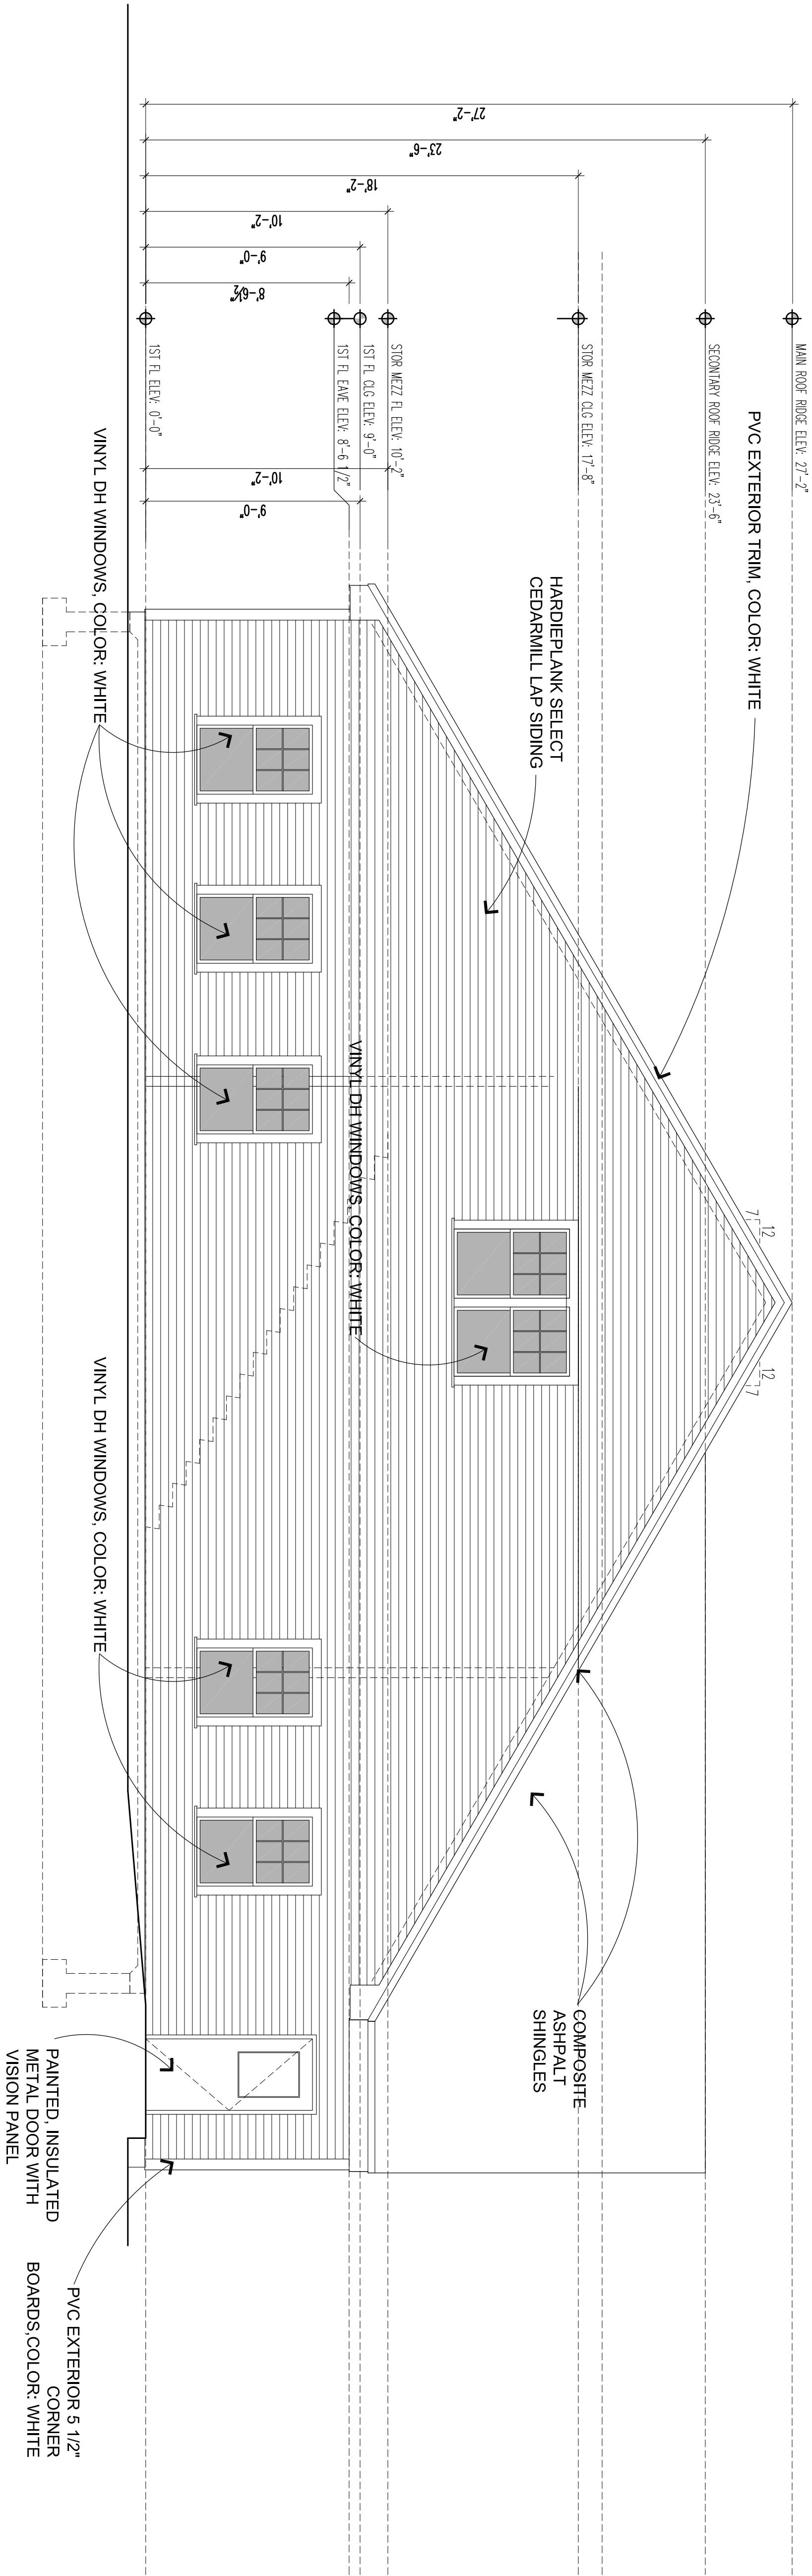 MAIN ROOF RIDGE ELEV: 27'-2"
SECONTARY ROOF RIDGE ELEV: 23'-6"
STOR MEZZ CLG ELEV: 17'-8"
STOR MEZZ FL ELEV: 10'-2"
1ST FL CLG ELEV: 9'-0"
1ST FL EAVE ELEV: 8'-6 1/2"
1ST FL ELEV: 0'-0"
27'-2"
23'-6"
18'-2"
10'-2"
9'-0"
8'-6½"
10'-2"
9'-0"
PVC EXTERIOR TRIM, COLOR: WHITE
HARDIEPLANK SELECT
CEDARMILL LAP SIDING
12
7
12
7
VINYL DH WINDOWS, COLOR: WHITE
VINYL DH WINDOWS, COLOR: WHITE
VINYL DH WINDOWS, COLOR: WHITE
COMPOSITE
ASHPALT
SHINGLES
PAINTED, INSULATED
METAL DOOR WITH
VISION PANEL
PVC EXTERIOR 5 1/2"
CORNER
BOARDS,COLOR: WHITE